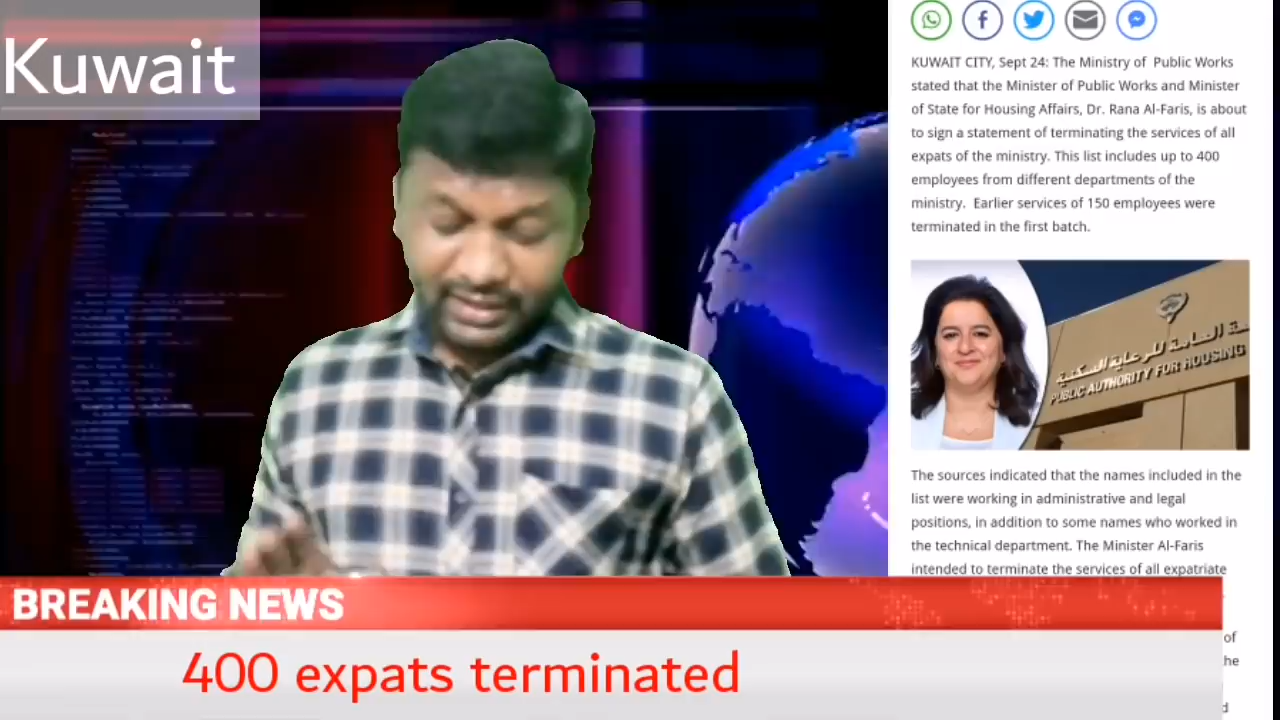 Kuwait
KUWAIT CITY, Sept 24: The Ministry of Public Works
stated that the Minister of Public Works and Minister
of State for Housing Affairs, Dr. Rana Al-Faris, is about
to sign a statement of terminating the services of all
expats of the ministry. This list includes up to 400
employees from different departments of the
ministry. Earlier services of 150 employees were
terminated in the first batch.
العامة للرعاية السكنية
PUBLIC AUTHORITY FOR HOUSING
The sources indicated that the names included in the
list were working in administrative and legal
positions, in addition to some names who worked in
the technical department. The Minister Al-Faris
intended to terminate the services of all expatriate
of
BREAKING NEWS
400 expats terminated